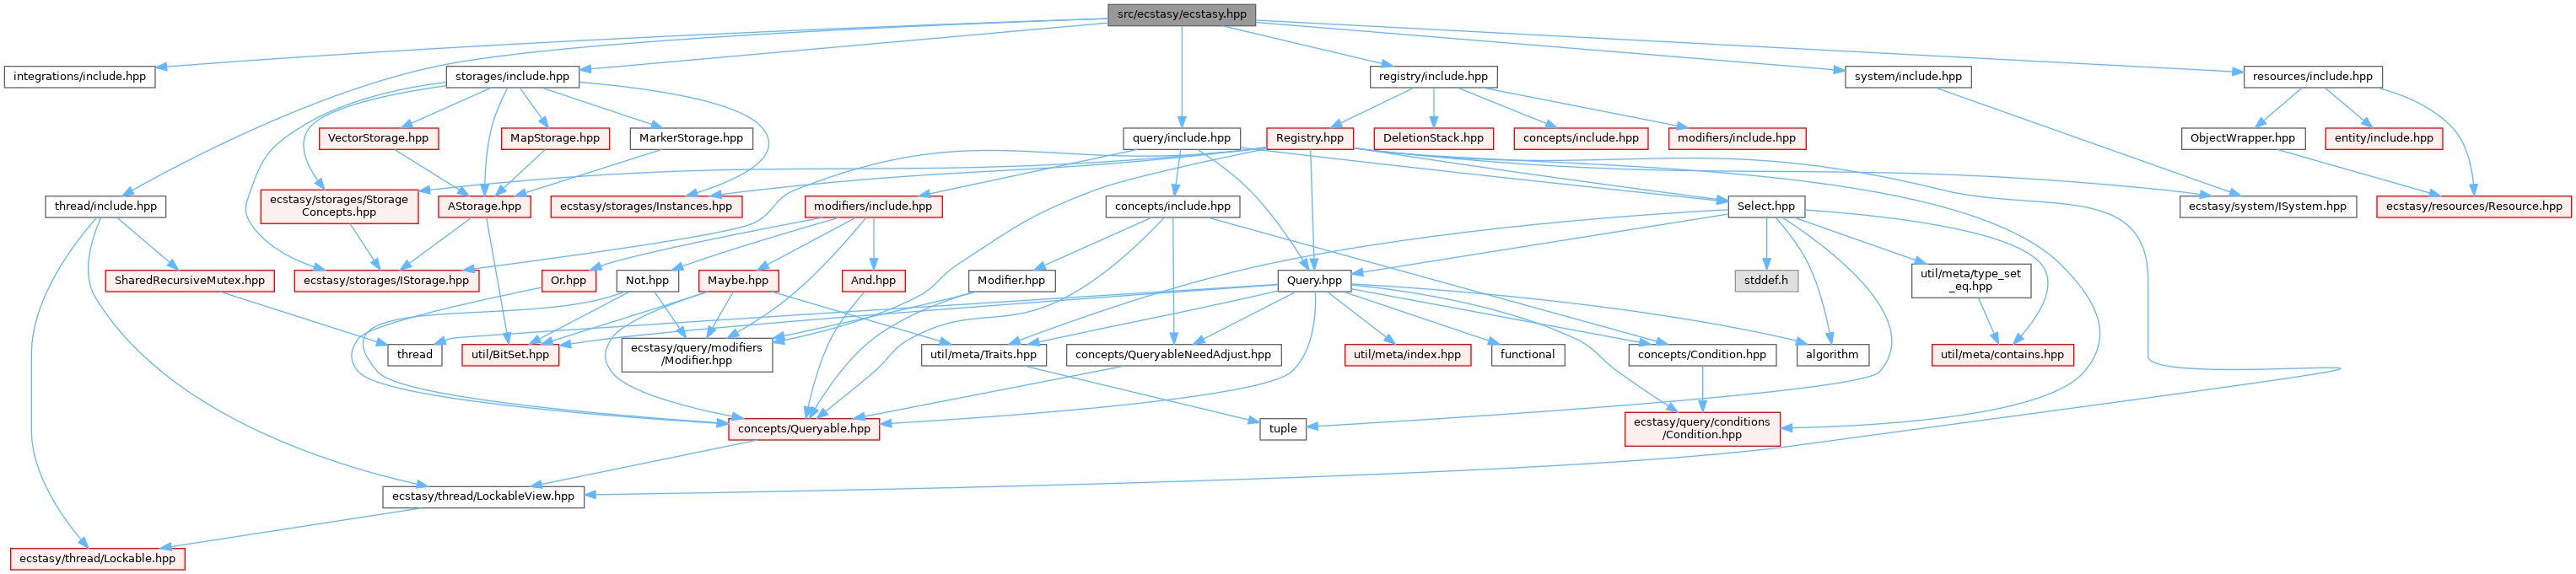 src/ecstasy/ecstasy.hpp
integrations/include.hpp
storages/include.hpp
registry/include.hpp
system/include.hpp
resources/include.hpp
VectorStorage.hpp
MapStorage.hpp
MarkerStorage.hpp
query/include.hpp
Registry.hpp
DeletionStack.hpp
concepts/include.hpp
modifiers/include.hpp
ObjectWrapper.hpp
entity/include.hpp
thread/include.hpp
ecstasy/storages/Storage
Concepts.hpp
AStorage.hpp
ecstasy/storages/Instances.hpp
modifiers/include.hpp
concepts/include.hpp
Select.hpp
ecstasy/system/ISystem.hpp
ecstasy/resources/Resource.hpp
SharedRecursiveMutex.hpp
ecstasy/storages/IStorage.hpp
Or.hpp
Not.hpp
Maybe.hpp
And.hpp
Modifier.hpp
Query.hpp
stddef.h
util/meta/type_set
_eq.hpp
thread
util/BitSet.hpp
ecstasy/query/modifiers
/Modifier.hpp
util/meta/Traits.hpp
concepts/QueryableNeedAdjust.hpp
util/meta/index.hpp
functional
concepts/Condition.hpp
algorithm
util/meta/contains.hpp
concepts/Queryable.hpp
tuple
ecstasy/query/conditions
/Condition.hpp
ecstasy/thread/LockableView.hpp
ecstasy/thread/Lockable.hpp